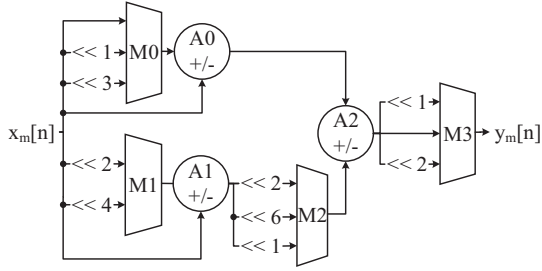 A0
+/-
<< 1
M0
<< 3
<< 1
A2
+/-
M3
x_m[n]
y_m[n]
<< 2
<< 2
M1
A1
+/-
<< 2
<< 4
<< 6
M2
<< 1